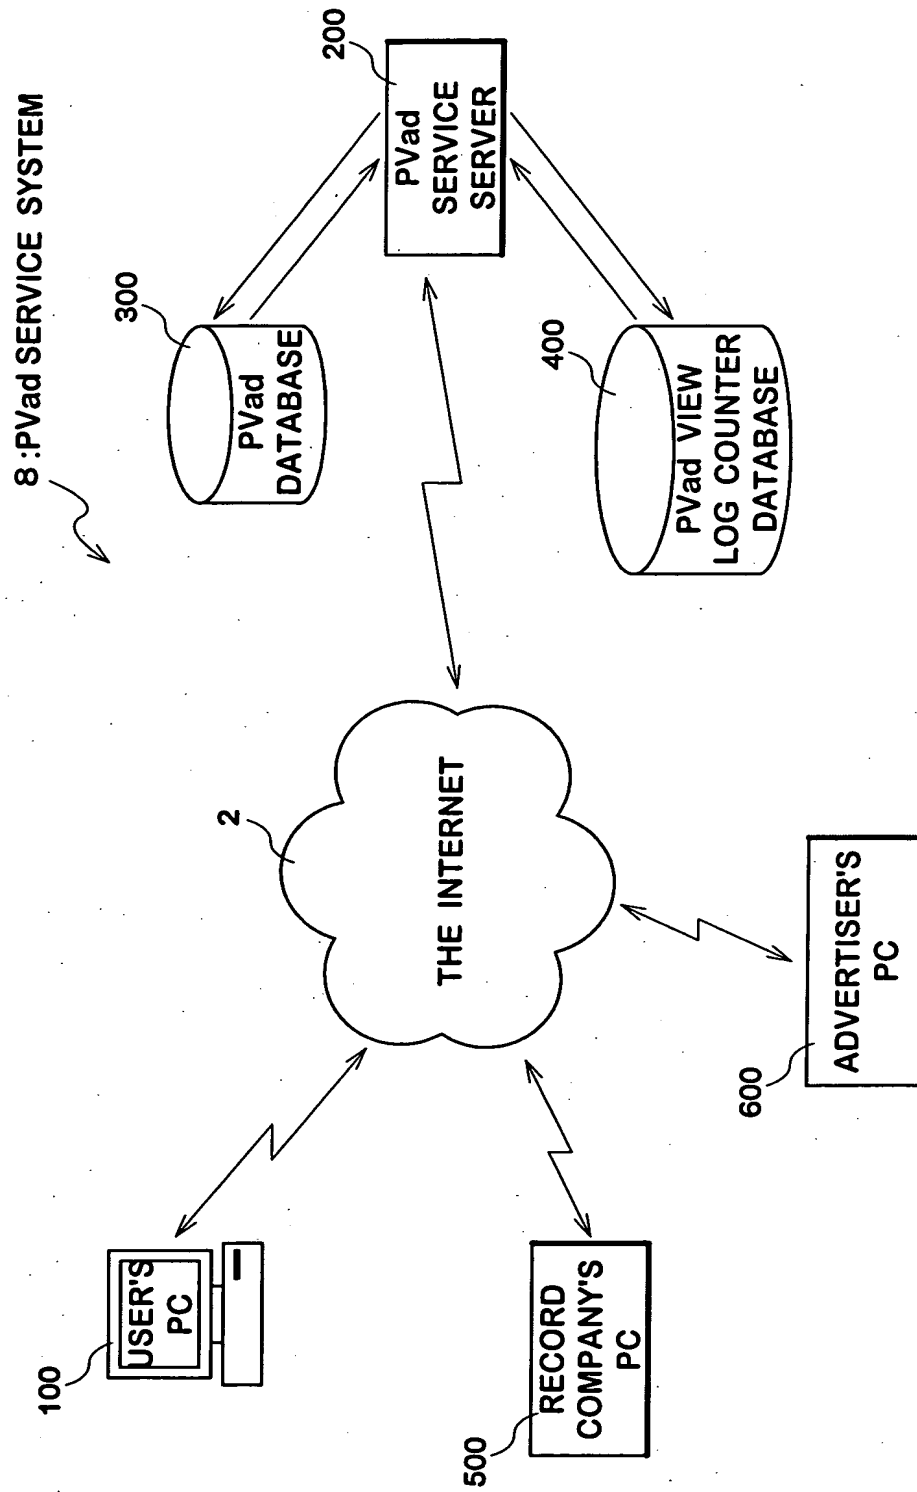 8:PVad SERVICE SYSTEM
100
USER'S
PC
2
THE INTERNET
300
PVad
DATABASE
200
PVad
SERVICE
SERVER
400
PVad VIEW
LOG COUNTER
DATABASE
500
RECORD
COMPANY'S
PC
600
ADVERTISER'S
PC